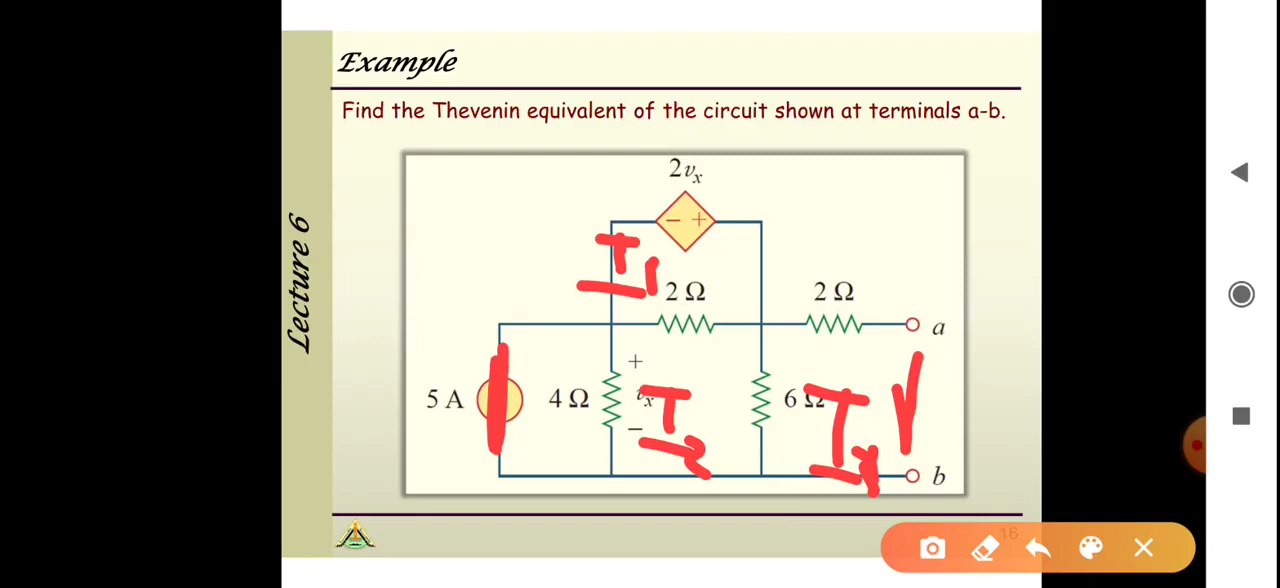 Example
Find the Thevenin equivalent of the circuit shown at terminals a-b.
Lecture 6
2vₓ
− +
I₁
2 Ω
2 Ω
a
+
5 A
4 Ω
vₓ
I₂
6 Ω
I
−
b
16